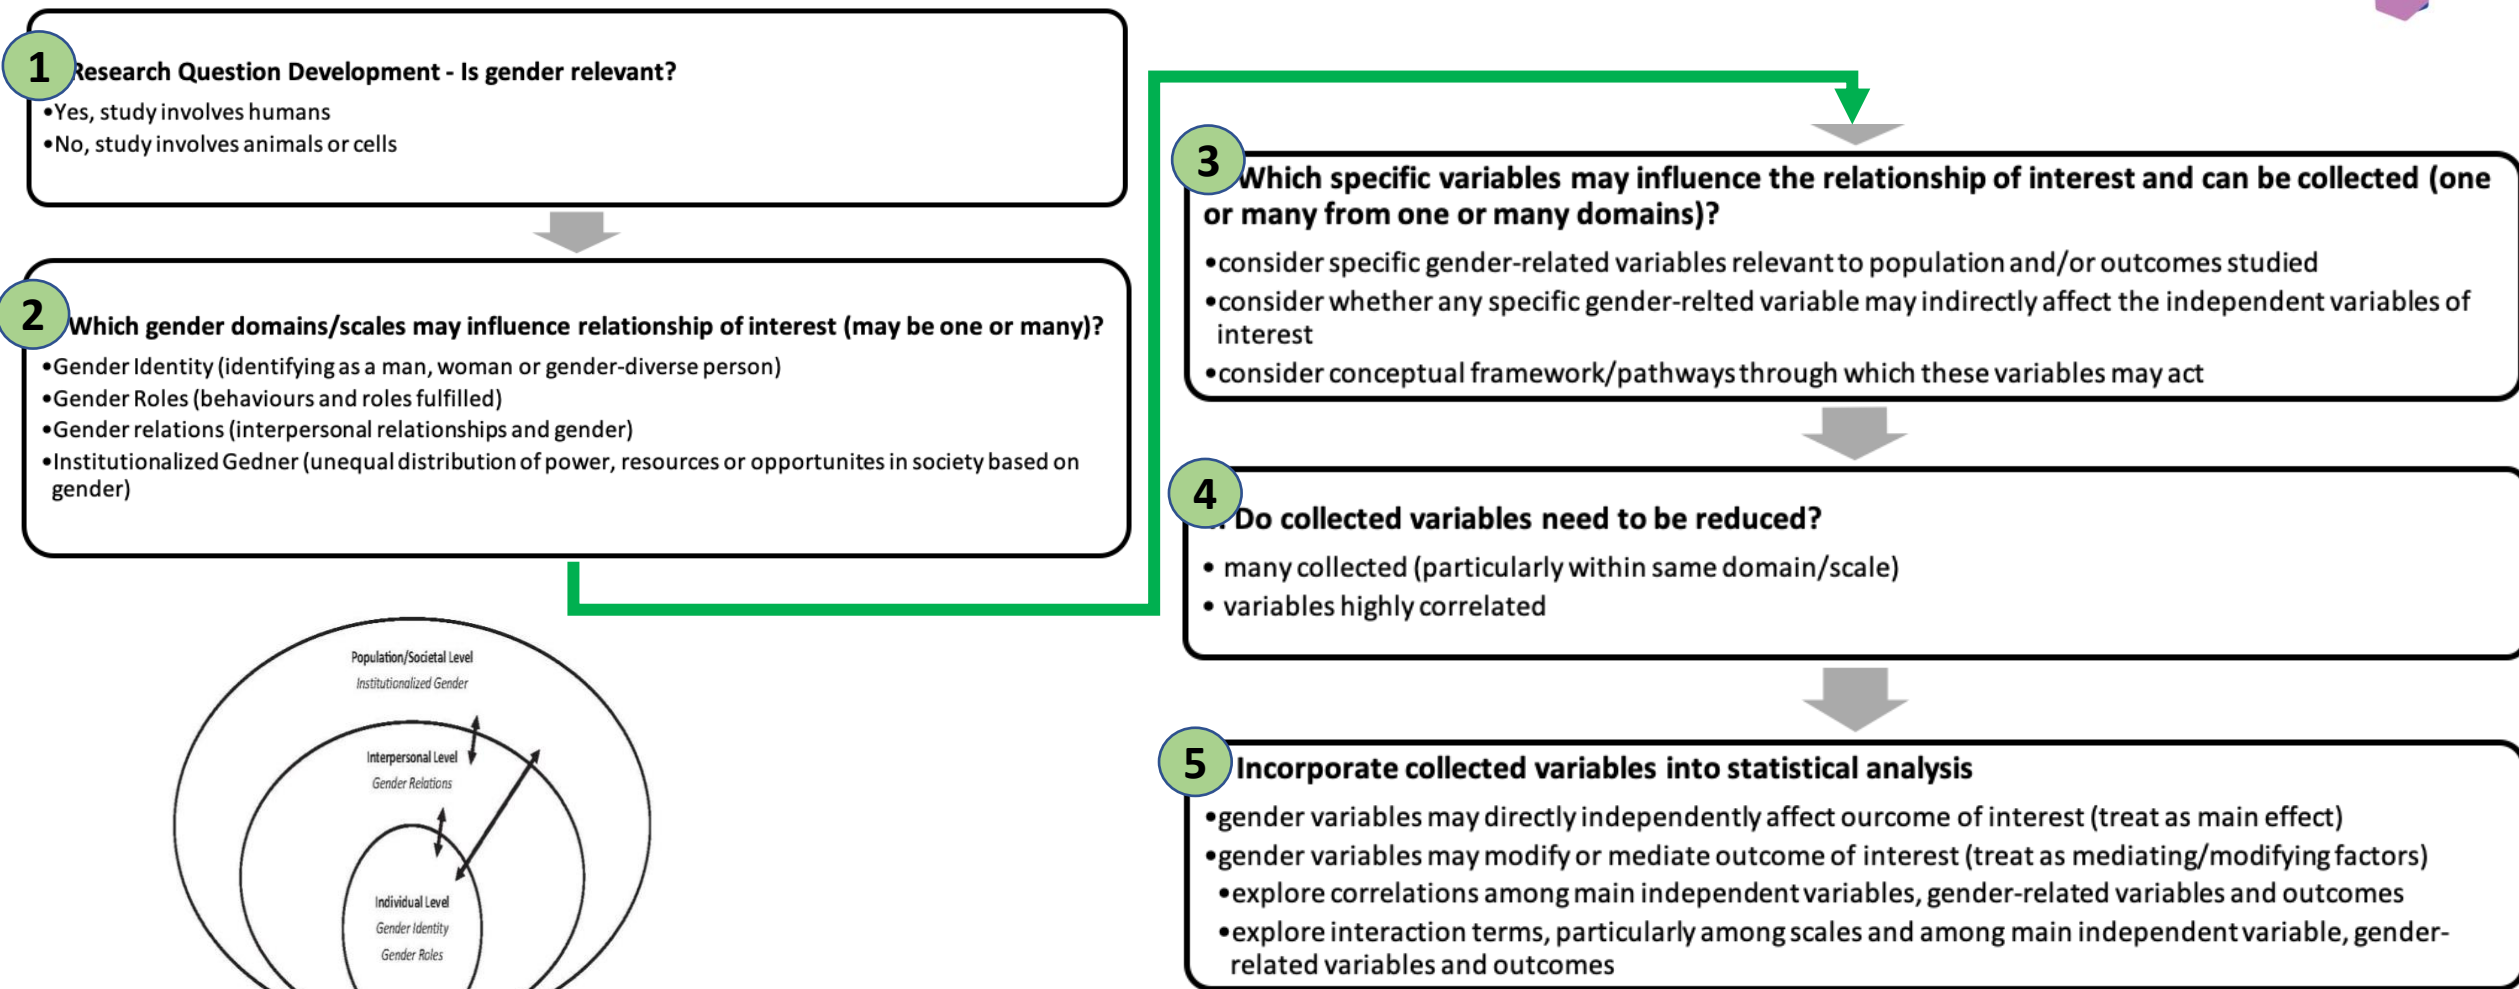 1
Research Question Development - Is gender relevant?
•Yes, study involves humans
•No, study involves animals or cells
2
Which gender domains/scales may influence relationship of interest (may be one or many)?
•Gender Identity (identifying as a man, woman or gender-diverse person)
•Gender Roles (behaviours and roles fulfilled)
•Gender relations (interpersonal relationships and gender)
•Institutionalized Gedner (unequal distribution of power, resources or opportunites in society based on
gender)
Population/Societal Level
Institutionalized Gender
Interpersonal Level
Gender Relations
Individual Level
Gender Identity
Gender Roles
3
Which specific variables may influence the relationship of interest and can be collected (one
or many from one or many domains)?
•consider specific gender-related variables relevant to population and/or outcomes studied
•consider whether any specific gender-relted variable may indirectly affect the independent variables of
interest
•consider conceptual framework/pathways through which these variables may act
4
Do collected variables need to be reduced?
• many collected (particularly within same domain/scale)
• variables highly correlated
5
Incorporate collected variables into statistical analysis
•gender variables may directly independently affect ourcome of interest (treat as main effect)
•gender variables may modify or mediate outcome of interest (treat as mediating/modifying factors)
•explore correlations among main independent variables, gender-related variables and outcomes
•explore interaction terms, particularly among scales and among main independent variable, gender-
related variables and outcomes